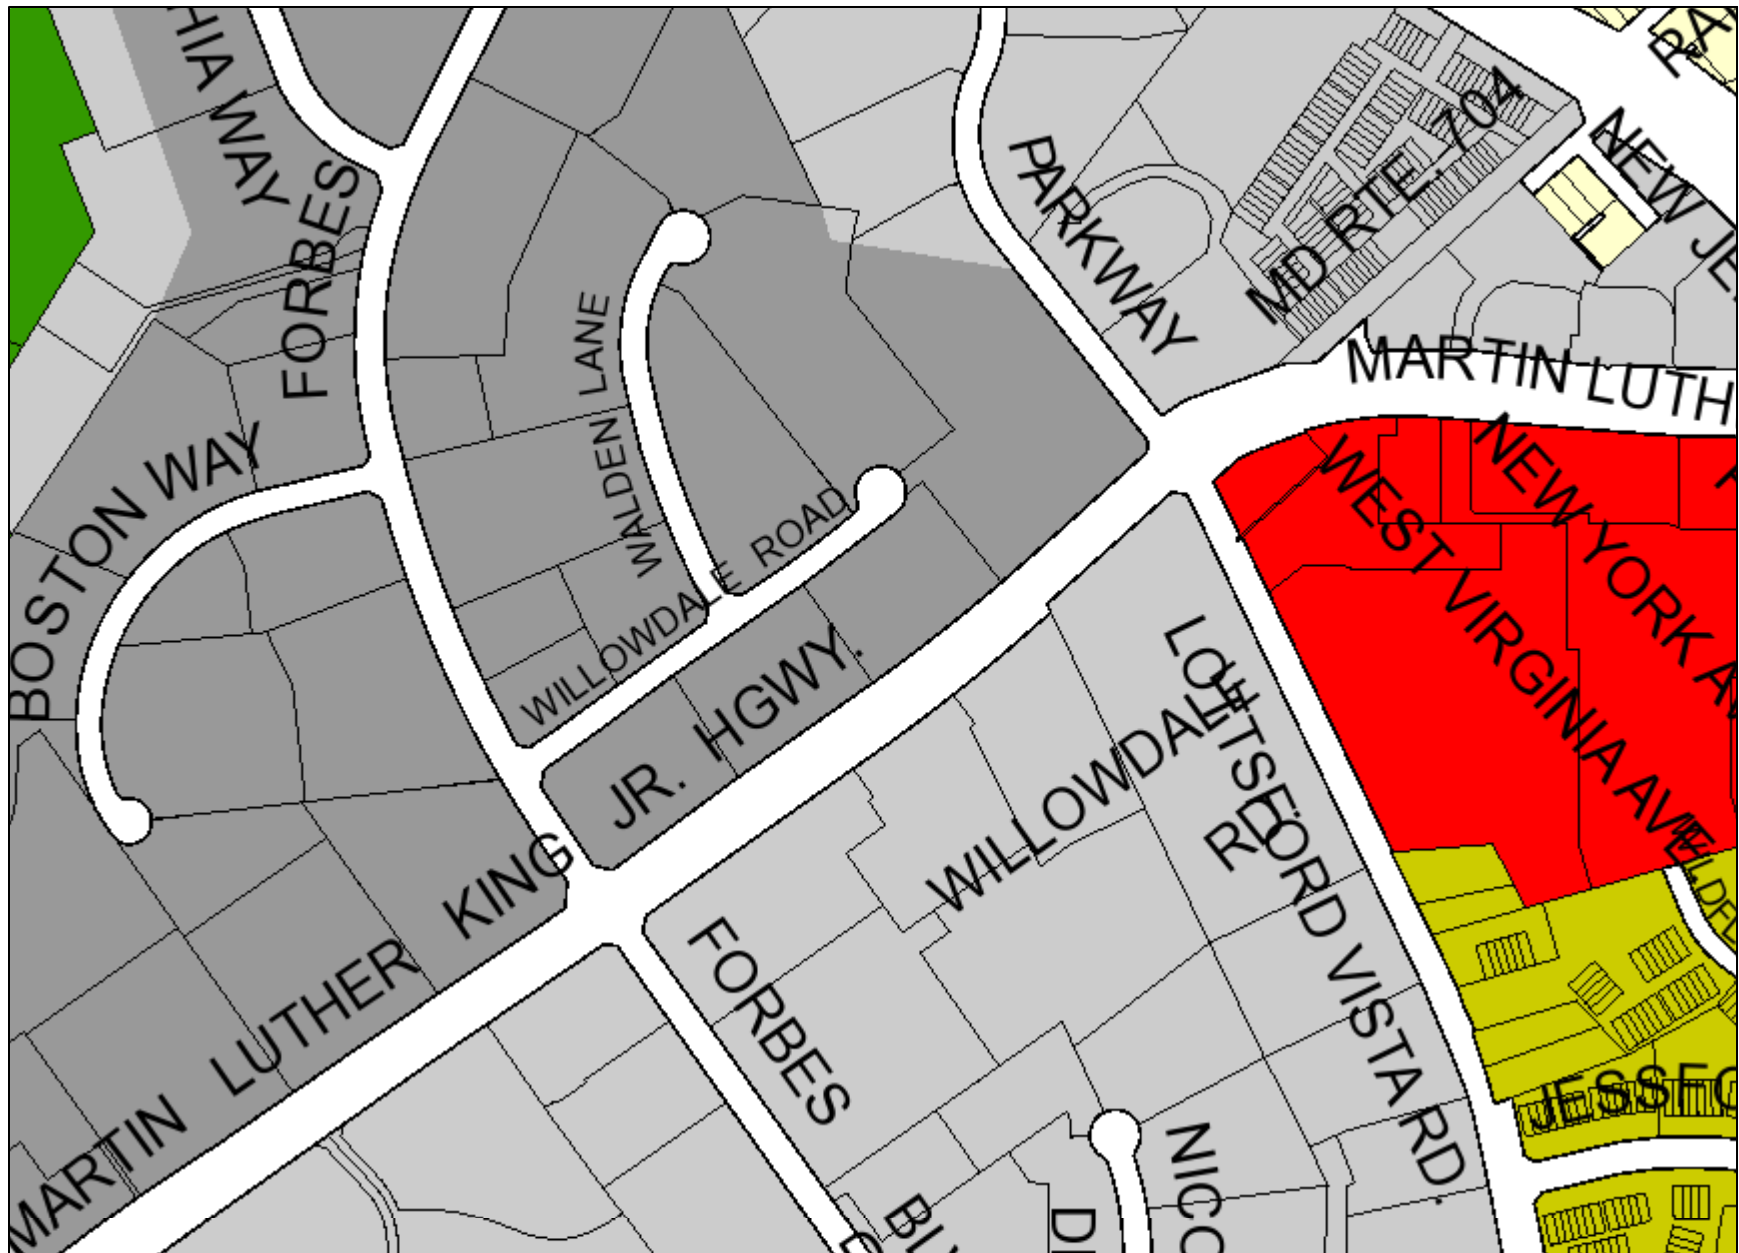 FORBES
PARKWAY
MD RTE. 704
MARTIN LUTH
WALDEN LANE
WILLOWDALE ROAD
BOSTON WAY
NEW YORK
WEST VIRGINIA AVE.
MARTIN LUTHER KING JR. HGWY.
WILLOWDALE RD.
LOTTSFORD VISTA RD.
FORBES
HIA WAY
NEW JE
JESSFO
NICO
BLV